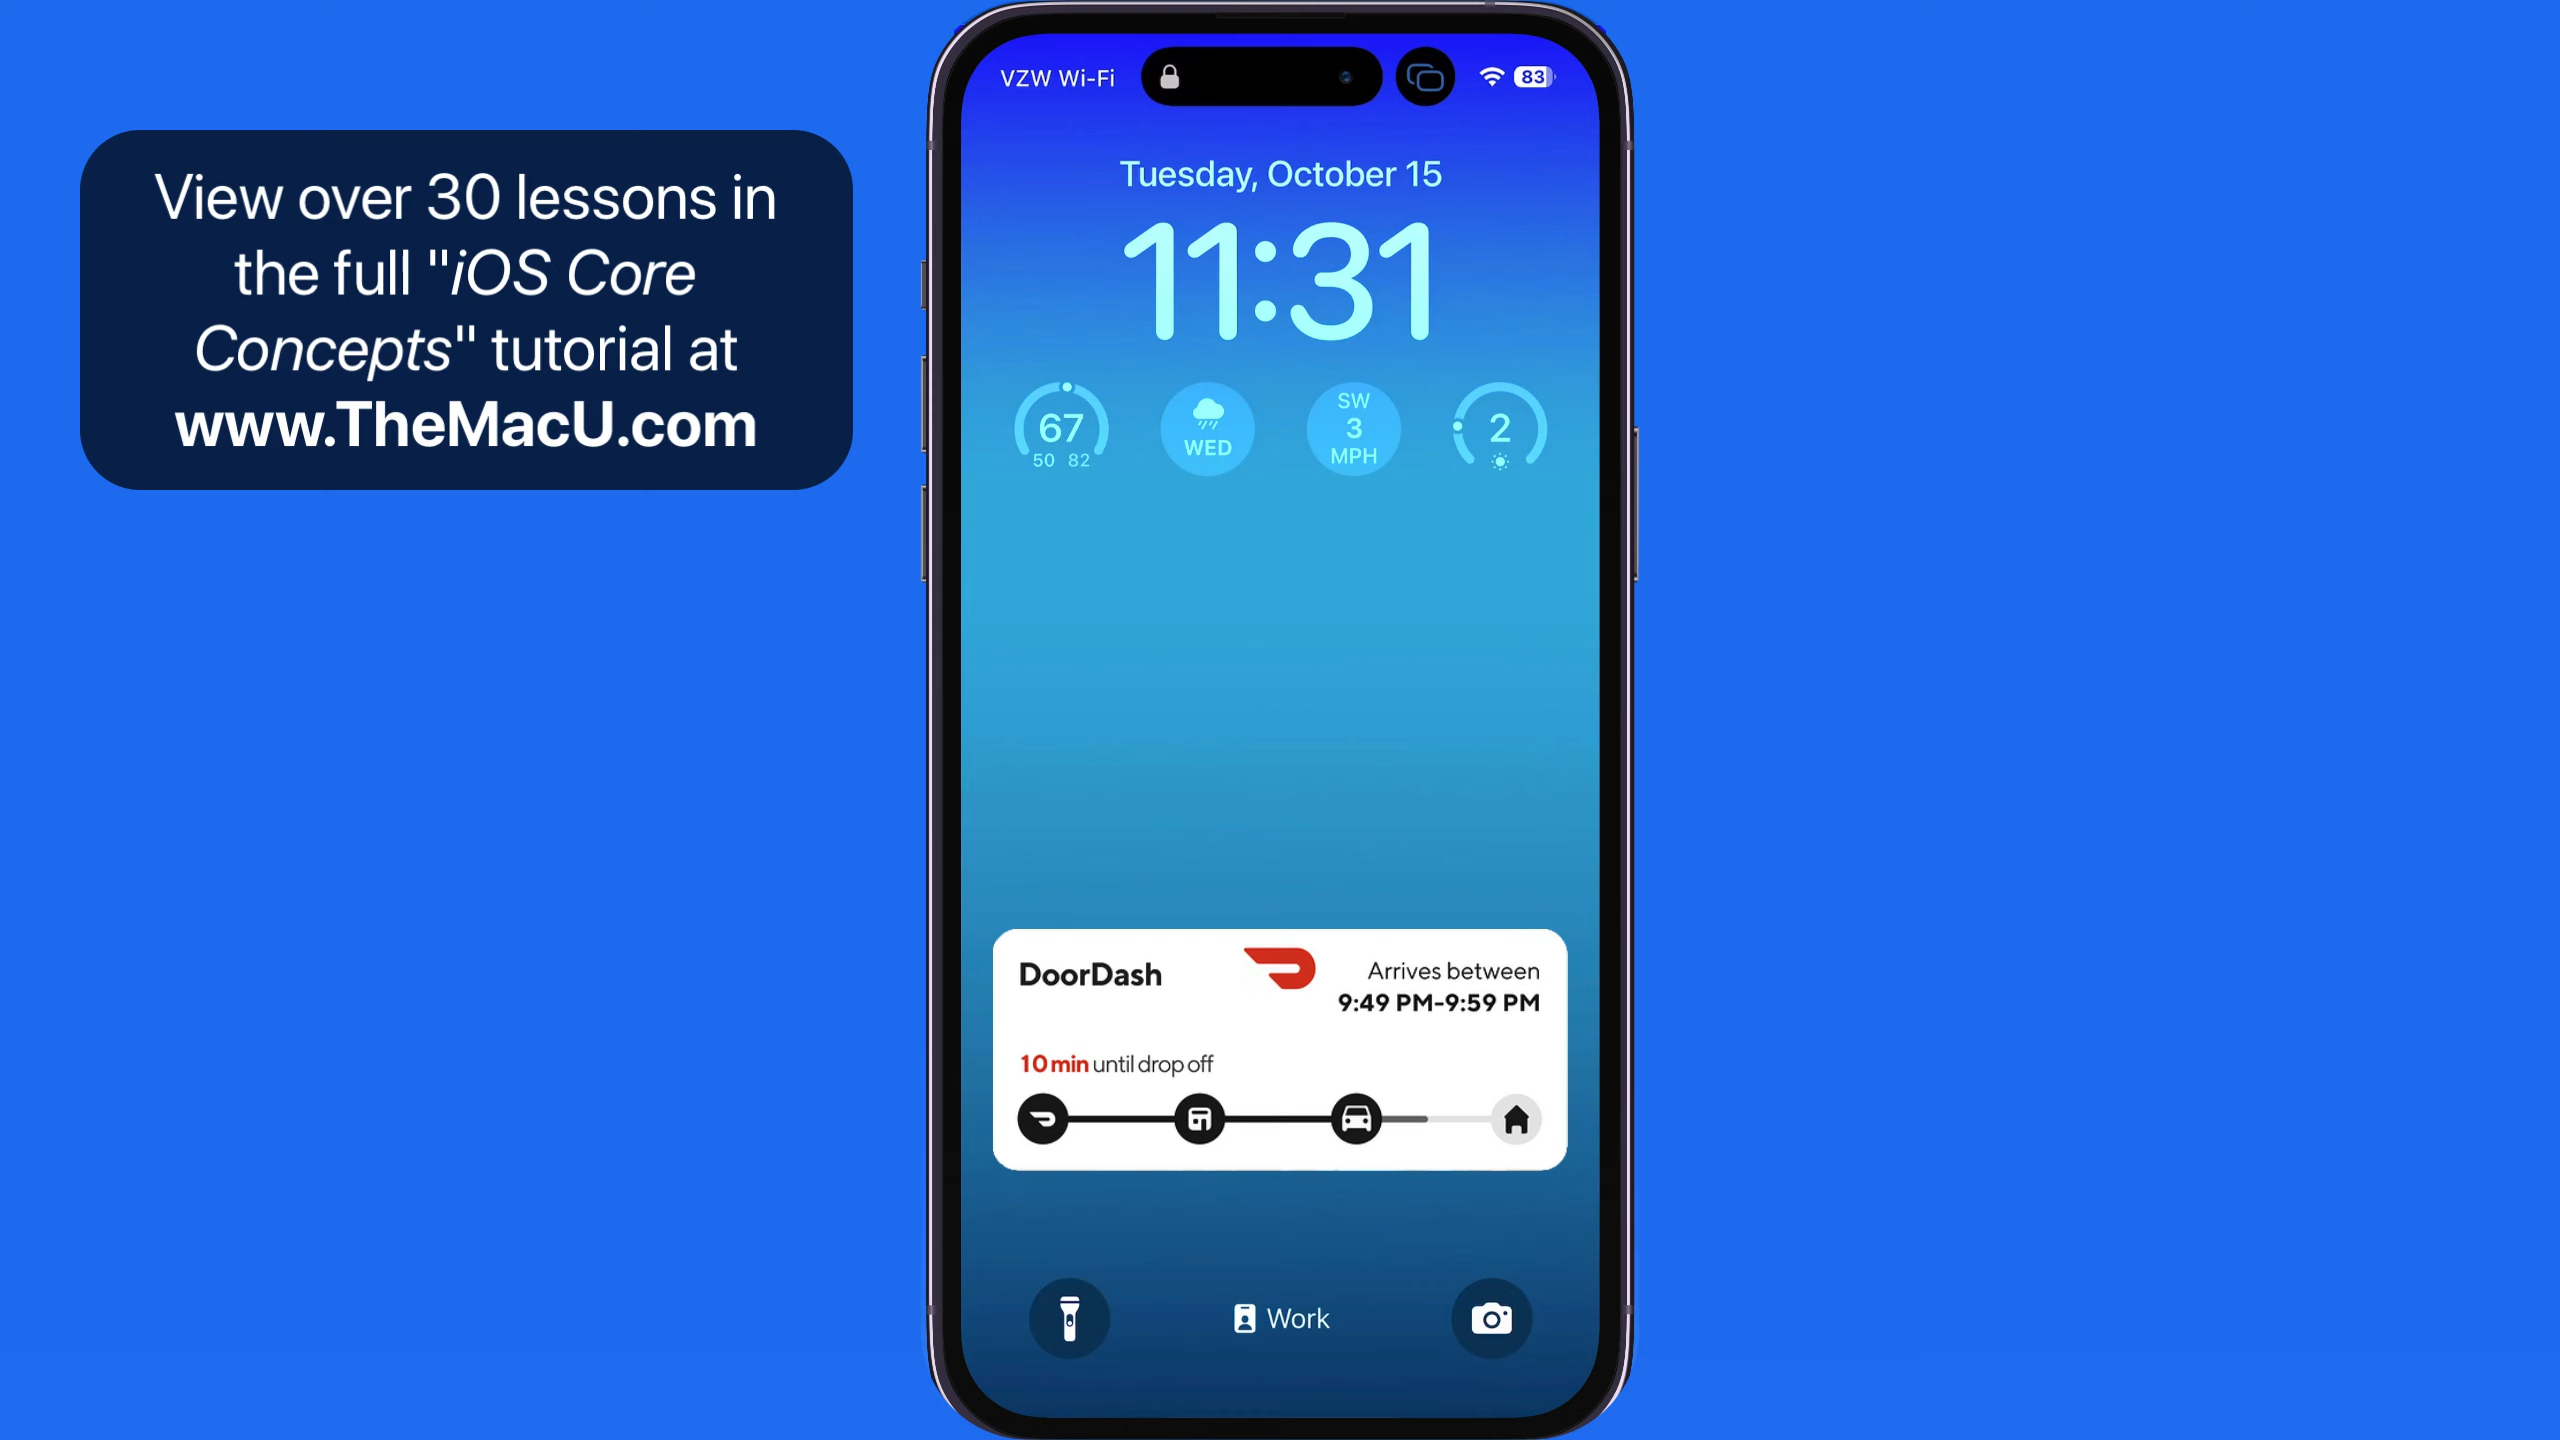 View over 30 lessons in
the full "iOS Core
Concepts" tutorial at
www.TheMacU.com
VZW Wi-Fi
83
Tuesday, October 15
11:31
67
50 82
WED
SW
3
MPH
2
DoorDash
Arrives between
9:49 PM-9:59 PM
10 min until drop off
Work